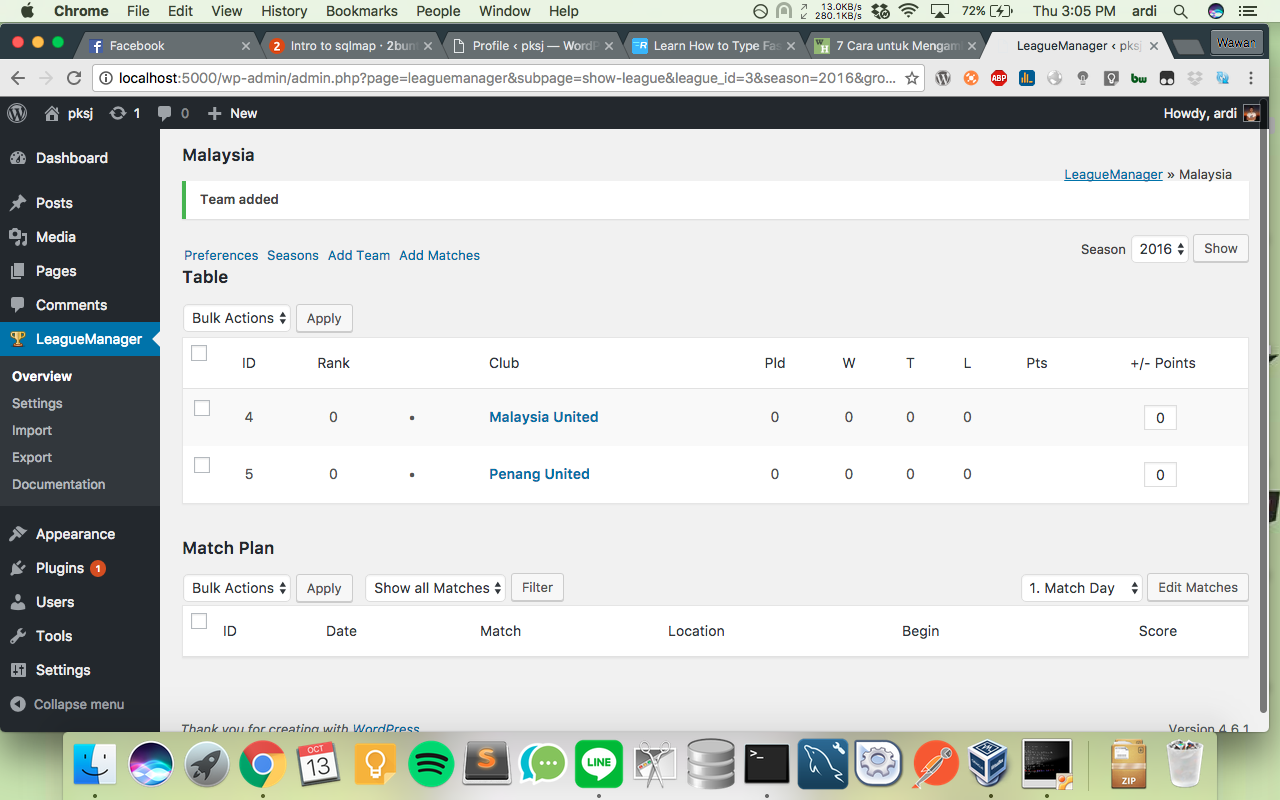 Chrome File Edit View History Bookmarks People Window Help 13.0KB/s 280.1KB/s 72% Thu 3:05 PM ardi
Facebook 2 Intro to sqlmap · 2bun Profile ‹ pksj — WordP Learn How to Type Fas 7 Cara untuk Mengam LeagueManager ‹ pksj Wawan
localhost:5000/wp-admin/admin.php?page=leaguemanager&subpage=show-league&league_id=3&season=2016&gro... ABP bw
pksj 1 0 New Howdy, ardi
Dashboard
Posts
Media
Pages
Comments
LeagueManager
Overview
Settings
Import
Export
Documentation
Appearance
Plugins 1
Users
Tools
Settings
Collapse menu
Malaysia
LeagueManager » Malaysia
Team added
Preferences Seasons Add Team Add Matches Season 2016 Show
Table
Bulk Actions Apply
ID Rank Club Pld W T L Pts +/- Points
4 0 • Malaysia United 0 0 0 0 0
5 0 • Penang United 0 0 0 0 0
Match Plan
Bulk Actions Apply Show all Matches Filter 1. Match Day Edit Matches
ID Date Match Location Begin Score
Thank you for creating with WordPress Version 4.6.1
OCT
13
S
LINE
>_
ZIP